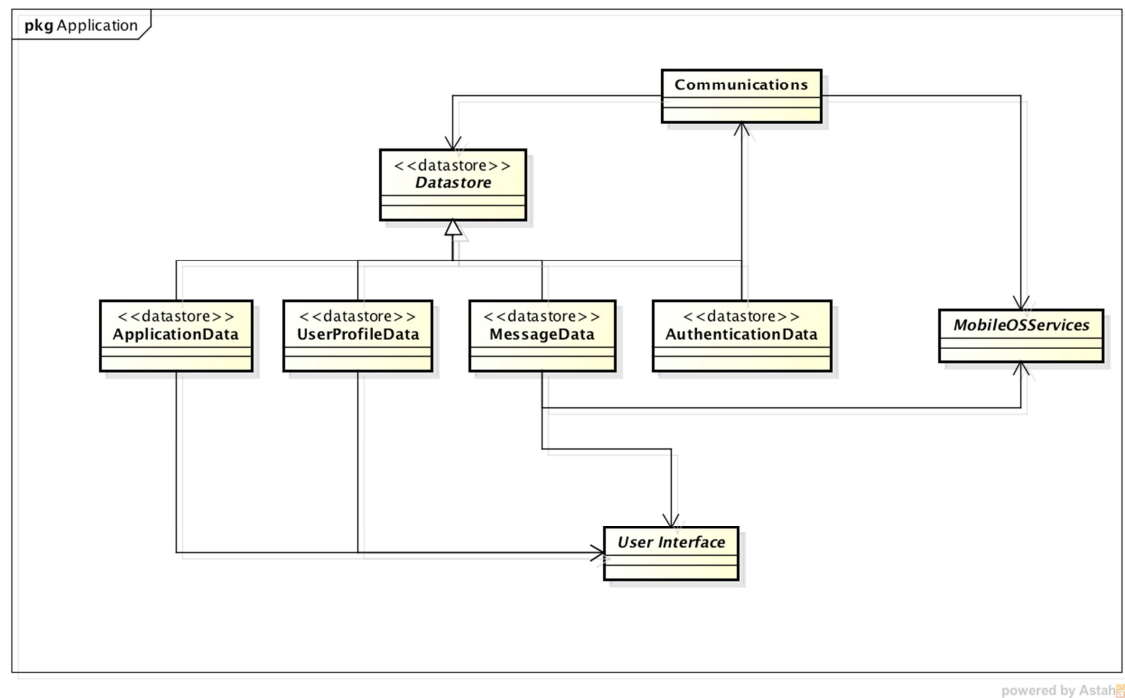 pkg Application
Communications
<<datastore>>
Datastore
<<datastore>>
ApplicationData
<<datastore>>
UserProfileData
<<datastore>>
MessageData
<<datastore>>
AuthenticationData
MobileOSServices
User Interface
powered by Astah